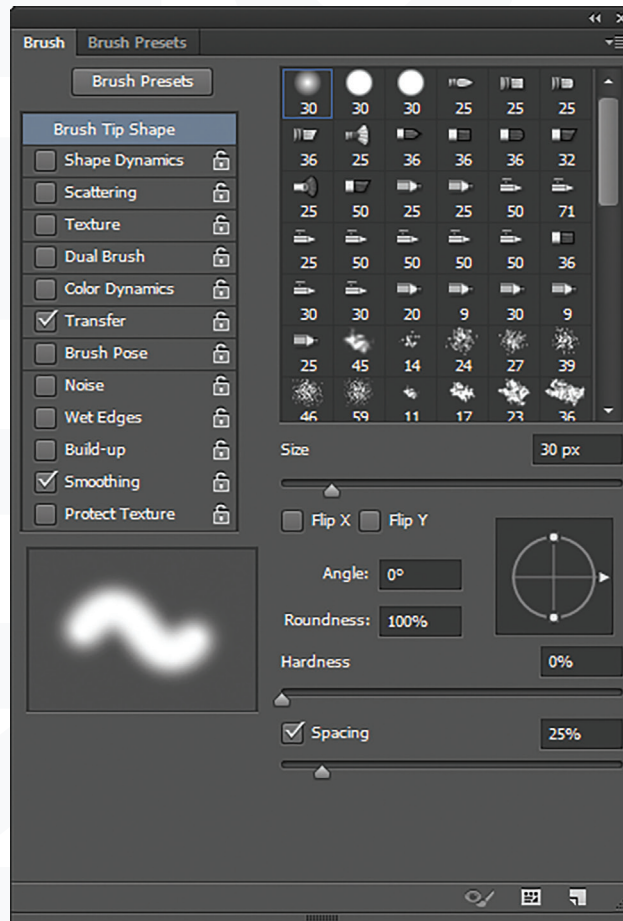 Brush Brush Presets
Brush Presets
Brush Tip Shape
Shape Dynamics
Scattering
Texture
Dual Brush
Color Dynamics
Transfer
Brush Pose
Noise
Wet Edges
Build-up
Smoothing
Protect Texture
30 30 30 25 25 25
36 25 36 36 36 32
25 50 25 25 50 71
25 50 50 50 50 36
30 30 20 9 30 9
25 45 14 24 27 39
46 59 11 17 23 36
Size 30 px
Flip X Flip Y
Angle: 0°
Roundness: 100%
Hardness 0%
Spacing 25%